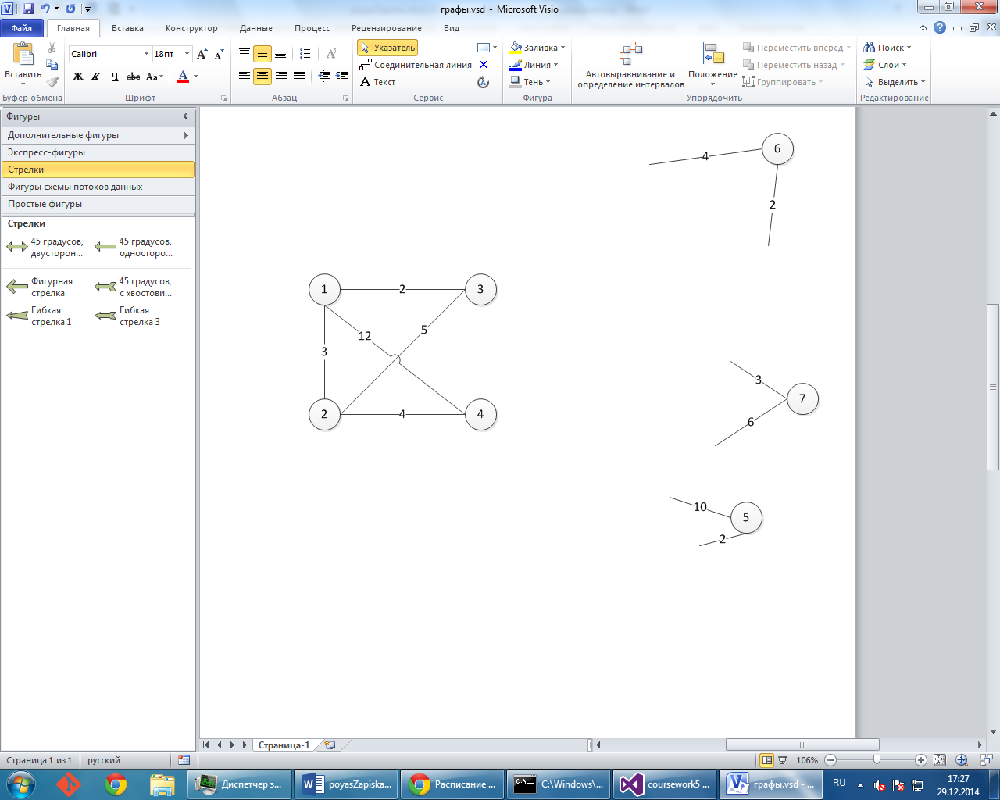 графы.vsd - Microsoft Visio
Файл Главная Вставка Конструктор Данные Процесс Рецензирование Вид
Вставить
Буфер обмена
Calibri 18пт
Ж К Ч abc Aa A
Шрифт
Абзац
Указатель
Соединительная линия
A Текст
Сервис
Заливка
Линия
Тень
Фигура
Автовыравнивание и
определение интервалов
Положение
Переместить вперед
Переместить назад
Группировать
Упорядочить
Поиск
Слои
Выделить
Редактирование
Фигуры
Дополнительные фигуры
Экспресс-фигуры
Стрелки
Фигуры схемы потоков данных
Простые фигуры
Стрелки
45 градусов,
двусторон...
45 градусов,
односторо...
Фигурная
стрелка
45 градусов,
с хвостови...
Гибкая
стрелка 1
Гибкая
стрелка 3
6
4
2
1
2
3
5
12
3
2
4
4
3
7
6
10
5
2
Страница-1
Страница 1 из 1 русский
106%
Диспетчер з...
poyasZapiska...
Расписание ...
C:\Windows\...
coursework5 ...
графы.vsd - ...
RU
17:27
29.12.2014